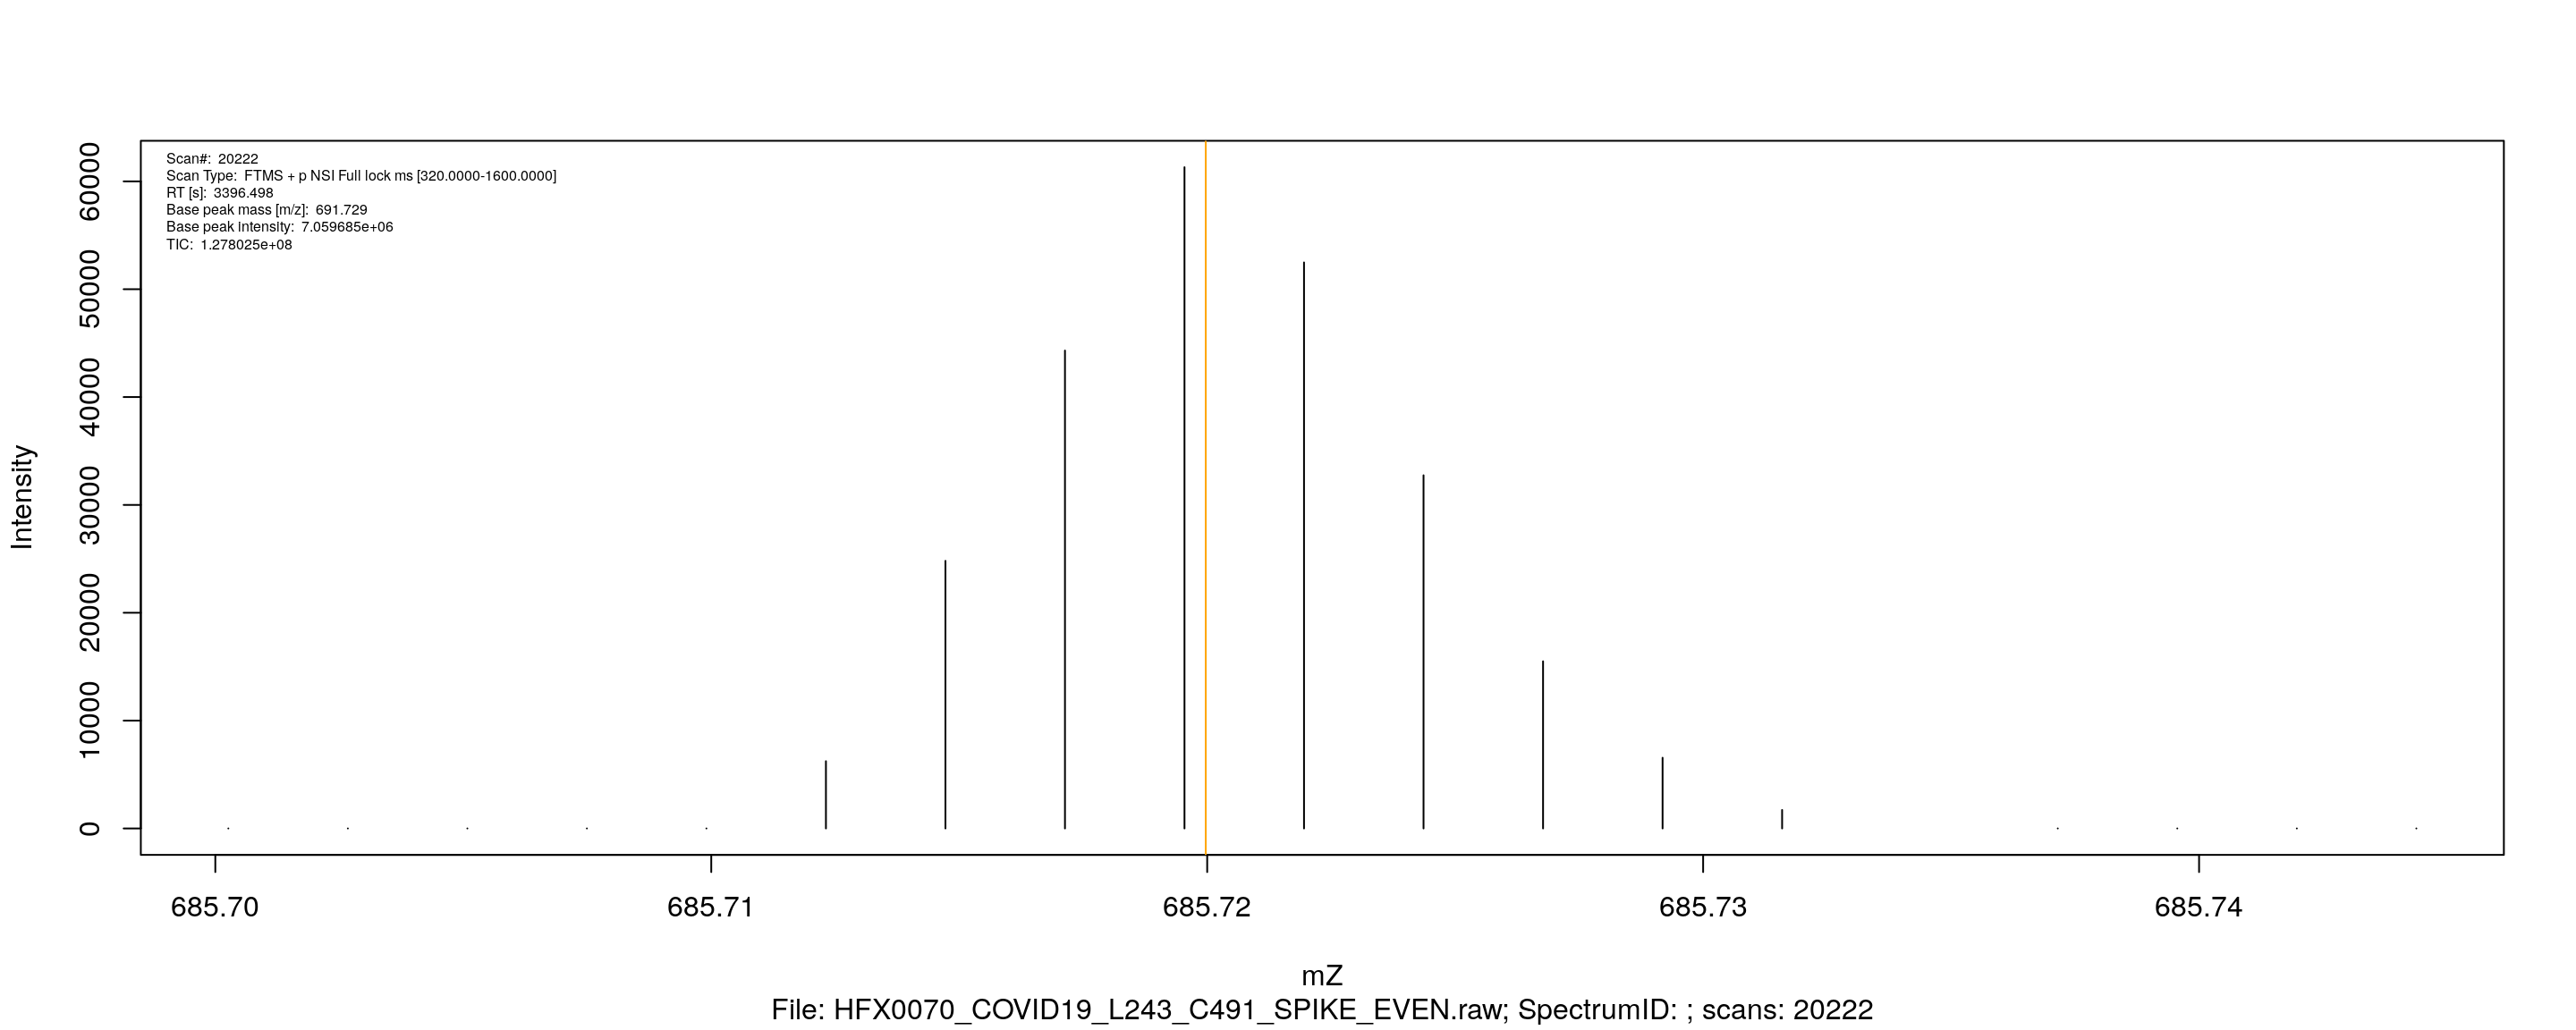 Scan#: 20222
Scan Type: FTMS + p NSI Full lock ms [320.0000-1600.0000]
RT [s]: 3396.498
Base peak mass [m/z]: 691.729
Base peak intensity: 7.059685e+06
TIC: 1.278025e+08
60000
50000
40000
30000
20000
10000
0
Intensity
685.70 685.71 685.72 685.73 685.74
mZ
File: HFX0070_COVID19_L243_C491_SPIKE_EVEN.raw; SpectrumID: ; scans: 20222